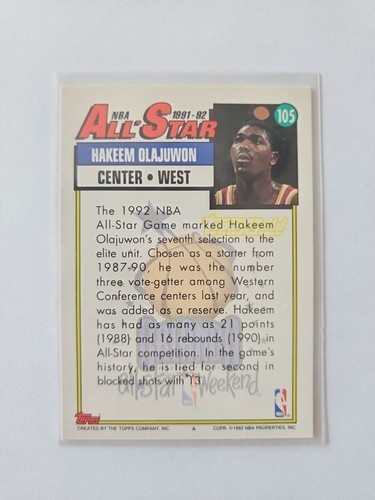 NBA 1991-92
ALL-STAR
105
HAKEEM OLAJUWON
CENTER • WEST
The 1992 NBA
All-Star Game marked Hakeem
Olajuwon's seventh selection to the
elite unit. Chosen as a starter from
1987-90, he was the number
three vote-getter among Western
Conference centers last year, and
was added as a reserve. Hakeem
has had as many as 21 points
(1988) and 16 rebounds (1990) in
All-Star competition. In the game's
history, he is tied for second in
blocked shots with 13.
all-star Weekend
TOPPS
NBA
CREATED BY THE TOPPS COMPANY, INC. A COPR. ©1992 NBA PROPERTIES, INC